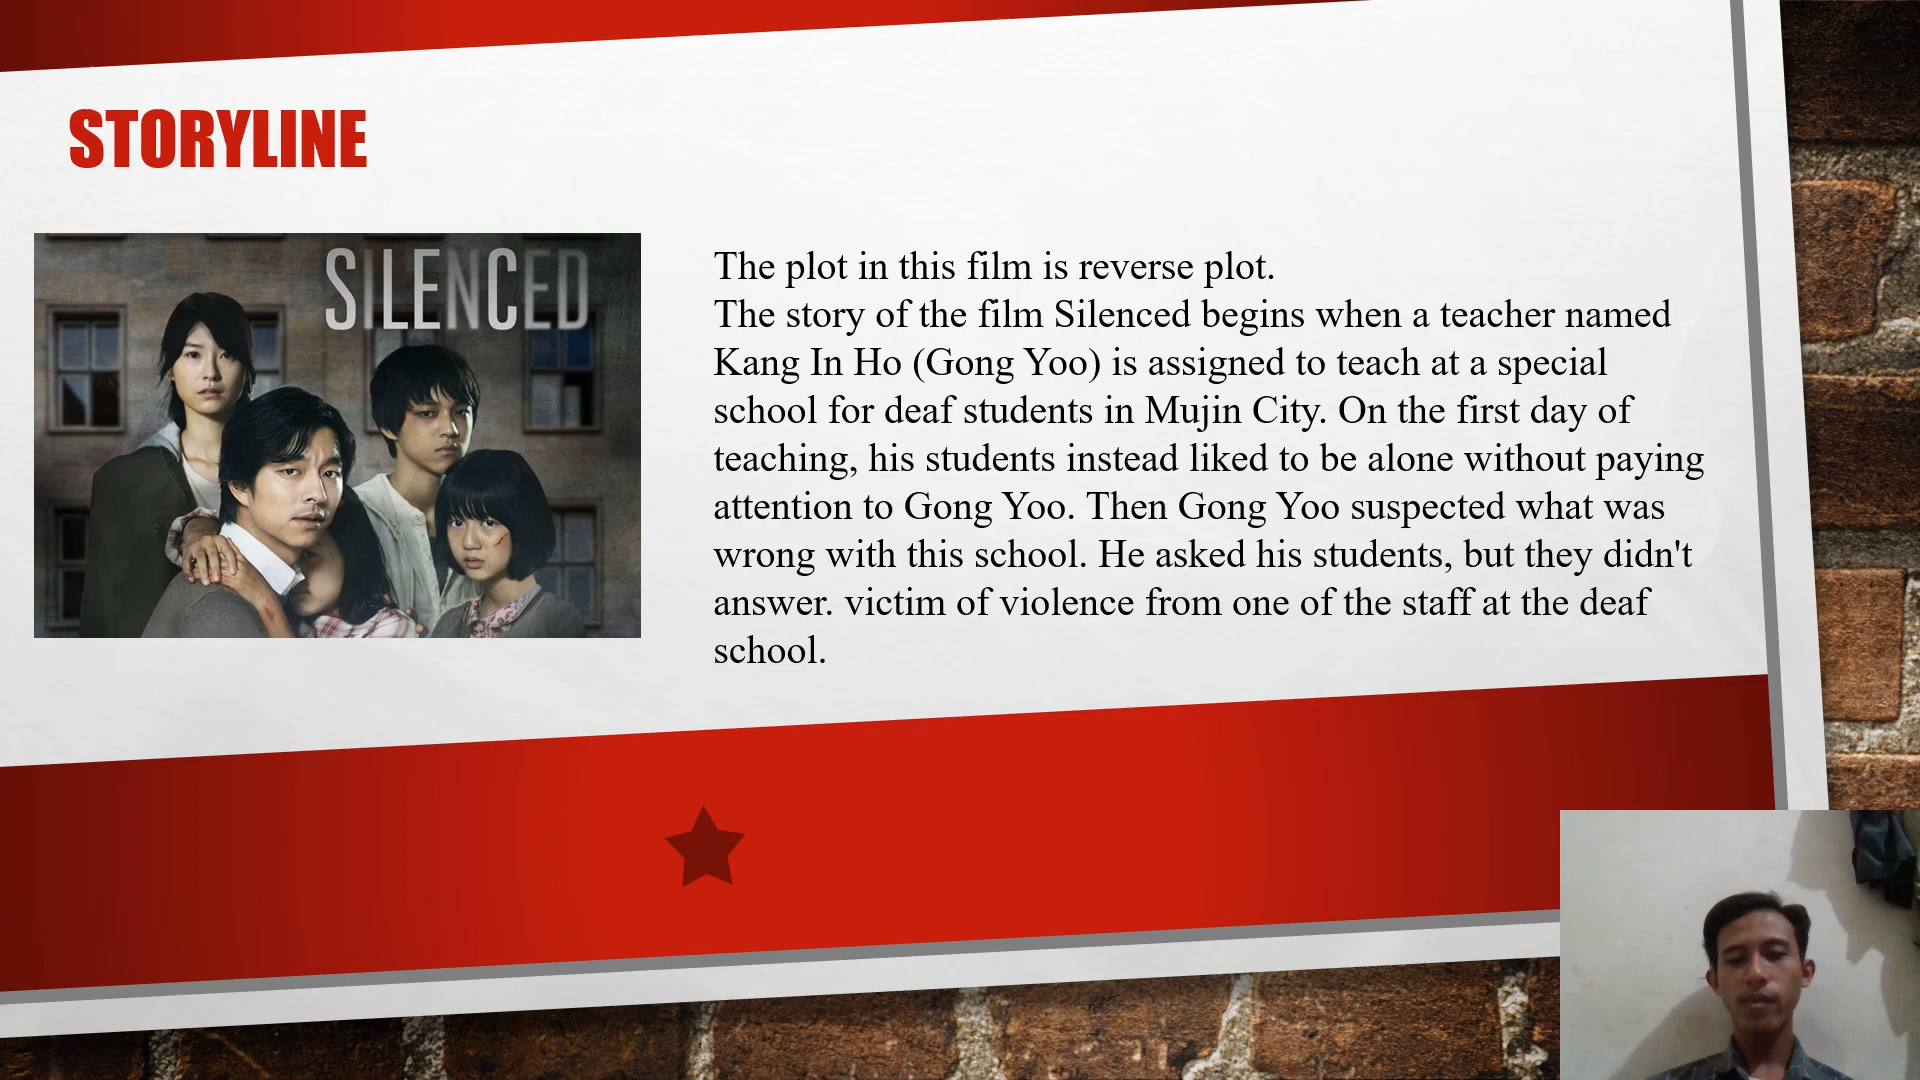 STORYLINE
SILENCED
The plot in this film is reverse plot.
The story of the film Silenced begins when a teacher named
Kang In Ho (Gong Yoo) is assigned to teach at a special
school for deaf students in Mujin City. On the first day of
teaching, his students instead liked to be alone without paying
attention to Gong Yoo. Then Gong Yoo suspected what was
wrong with this school. He asked his students, but they didn't
answer. victim of violence from one of the staff at the deaf
school.